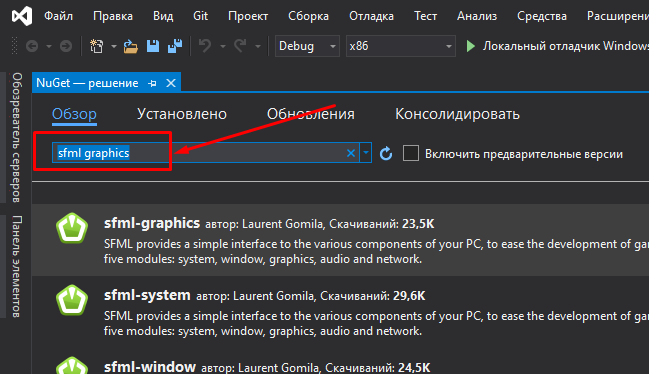 Файл Правка Вид Git Проект Сборка Отладка Тест Анализ Средства Расширени
Debug x86 Локальный отладчик Windows
Обозреватель серверов
Панель элементов
NuGet — решение
Обзор Установлено Обновления Консолидировать
sfml graphics Включить предварительные версии
sfml-graphics автор: Laurent Gomila, Скачиваний: 23,5K
SFML provides a simple interface to the various components of your PC, to ease the development of gam
five modules: system, window, graphics, audio and network.
sfml-system автор: Laurent Gomila, Скачиваний: 29,6K
SFML provides a simple interface to the various components of your PC, to ease the development of gam
five modules: system, window, graphics, audio and network.
sfml-window автор: Laurent Gomila, Скачиваний: 24,5K